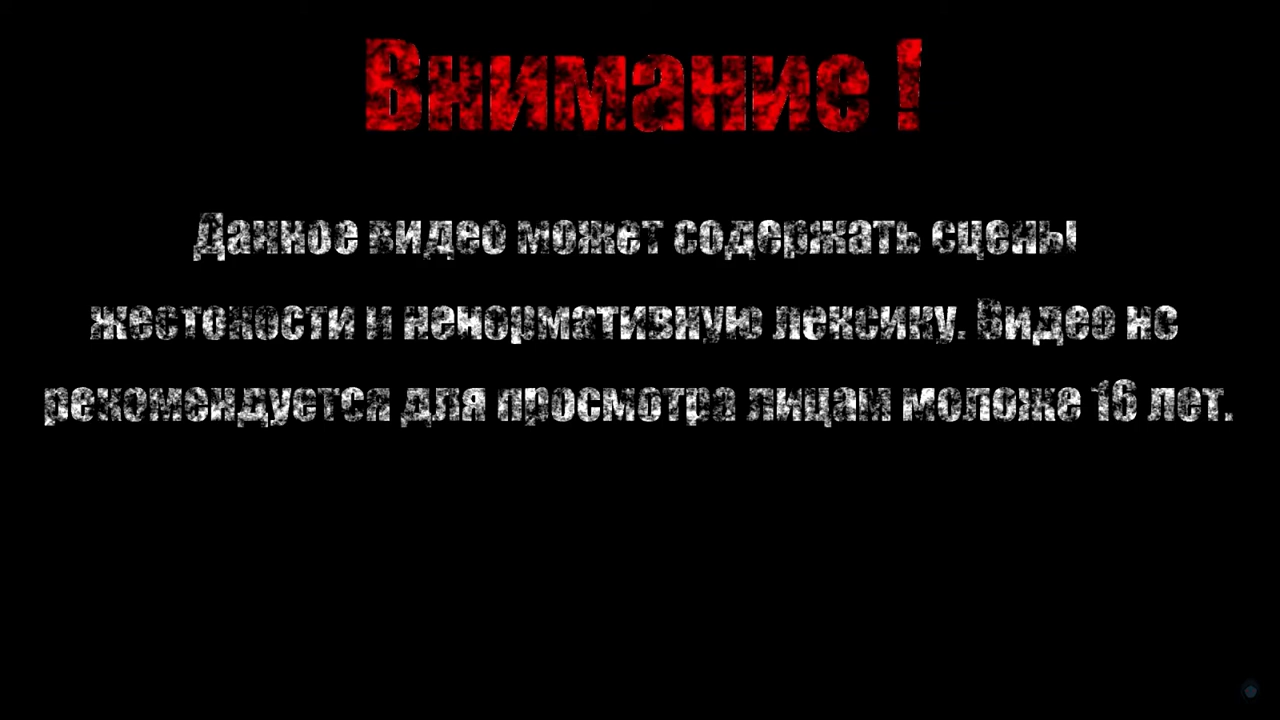 Внимание !
Данное видео может содержать сцены
жестокости и ненормативную лексику. Видео не
рекомендуется для просмотра лицам моложе 16 лет.